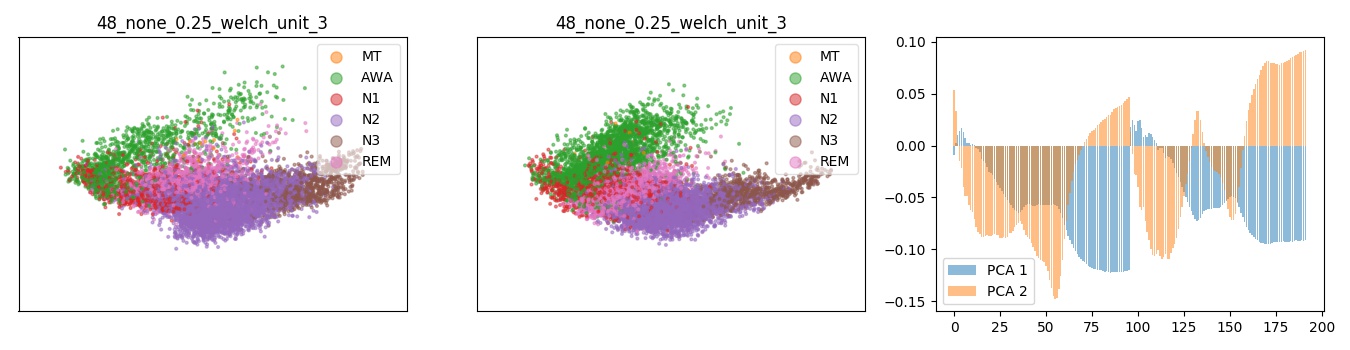 48_none_0.25_welch_unit_3
MT
AWA
N1
N2
N3
REM
48_none_0.25_welch_unit_3
MT
AWA
N1
N2
N3
REM
0.10
0.05
0.00
−0.05
−0.10
−0.15
PCA 1
PCA 2
0 25 50 75 100 125 150 175 200